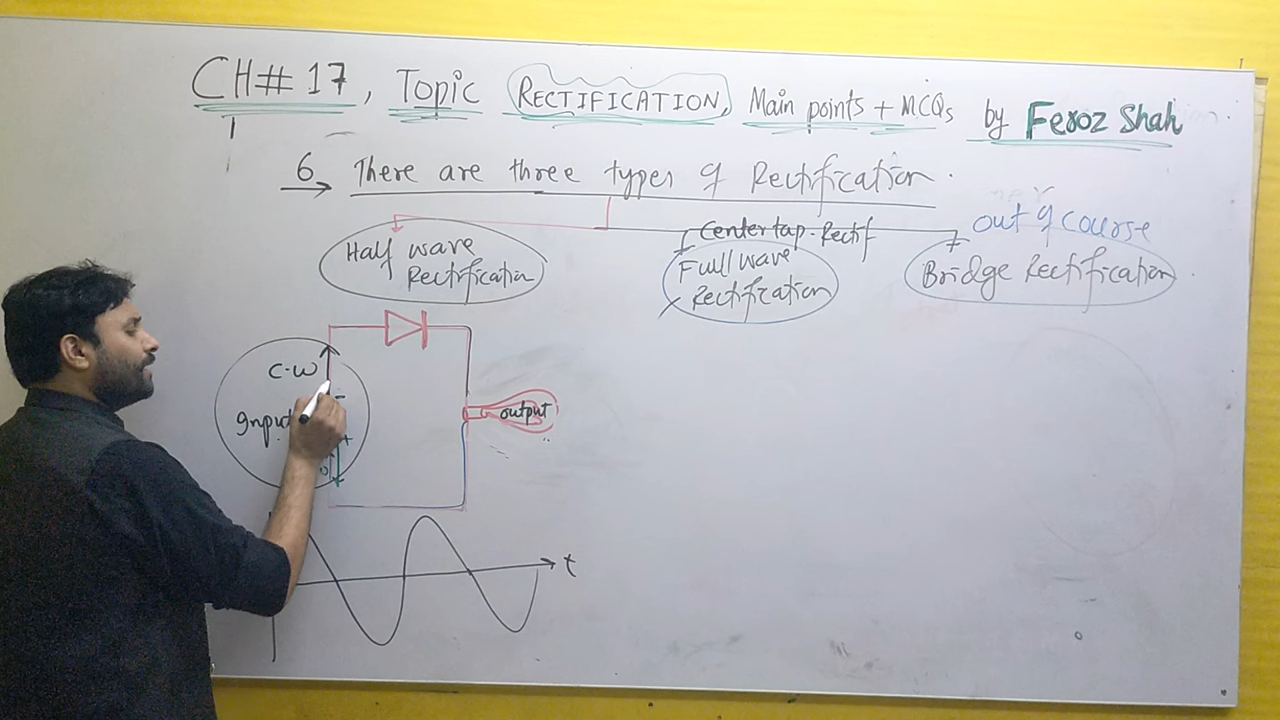 CH# 17, Topic RECTIFICATION, Main points + MCQs by Feroz Shah
6 There are three types of Rectification.
Half wave
Rectification
Center tap. Rectif
Full wave
Rectification
out of course
Bridge Rectification
C.W
output
t